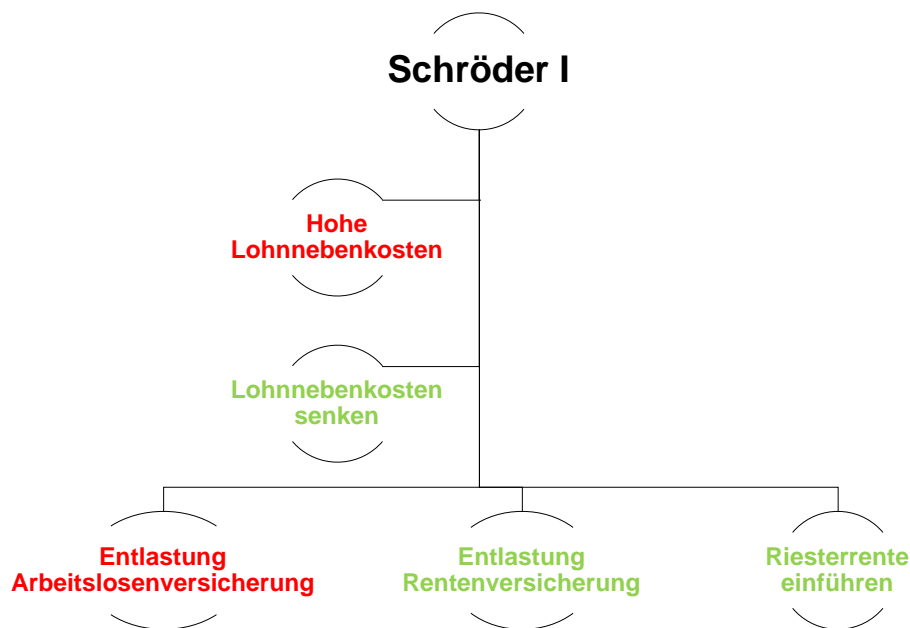 Schröder I
Hohe
Lohnnebenkosten
Lohnnebenkosten
senken
Entlastung
Arbeitslosenversicherung
Entlastung
Rentenversicherung
Riesterrente
einführen